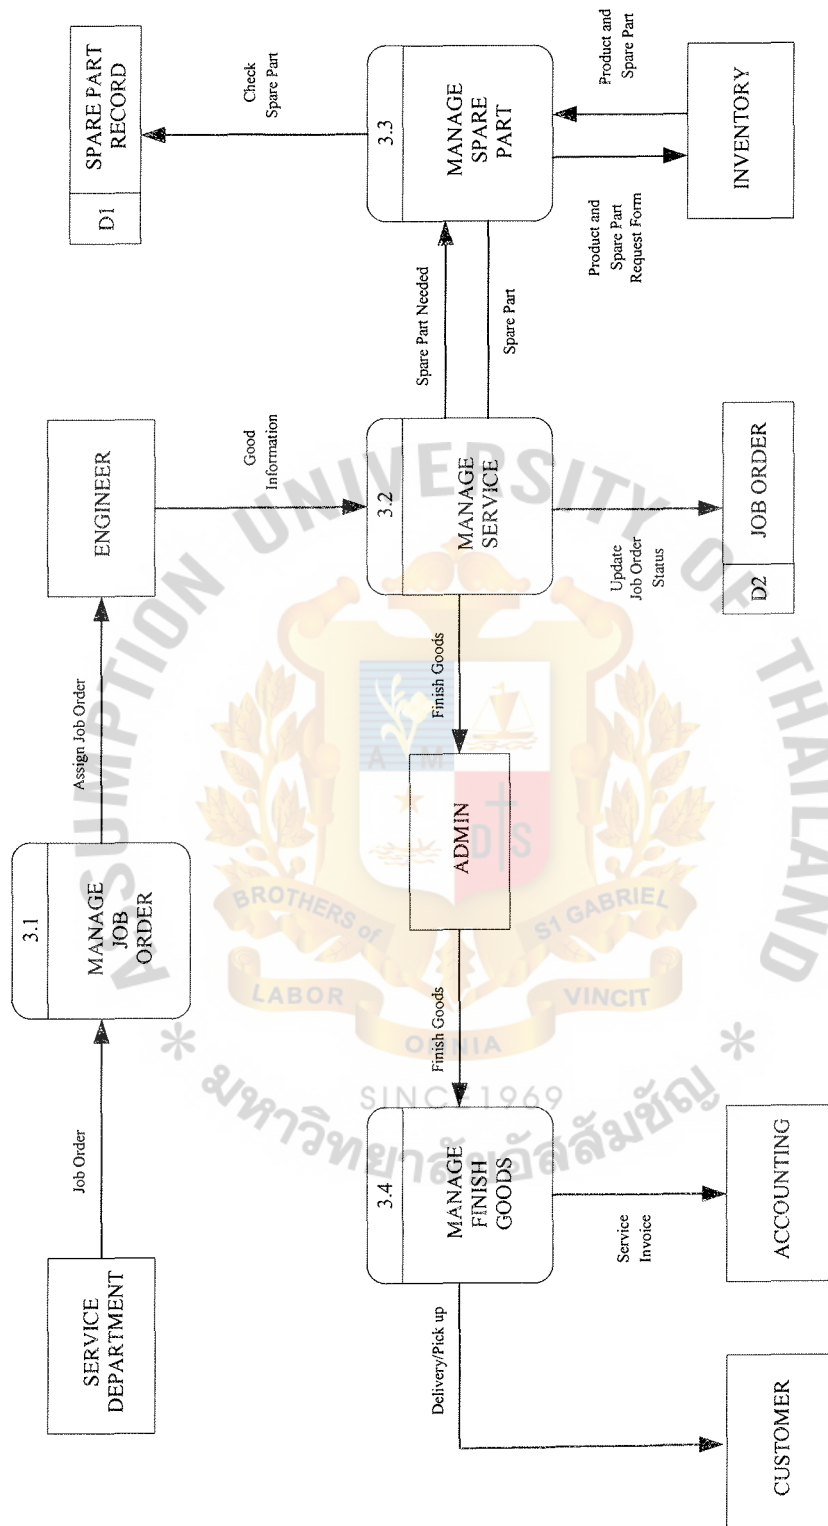 SERVICE
DEPARTMENT
Job Order
3.1
MANAGE
JOB
ORDER
Assign Job Order
ENGINEER
D1
SPARE PART
RECORD
Good
Information
Check
Spare Part
Delivery/Pick up
3.4
MANAGE
FINISH
GOODS
Finish Goods
ADMIN
Finish Goods
3.2
MANAGE
SERVICE
Spare Part Needed
Spare Part
3.3
MANAGE
SPARE
PART
Service
Invoice
Update
Job Order
Status
Product and
Spare Part
Request Form
Product and
Spare Part
CUSTOMER
ACCOUNTING
D2
JOB ORDER
INVENTORY
ASSUMPTION UNIVERSITY OF THAILAND
A M
D S
BROTHERS of
ST GABRIEL
LABOR
OMNIA
VINCIT
SINCE 1969
* มหาวิทยาลัยอัสสัมชัญ *